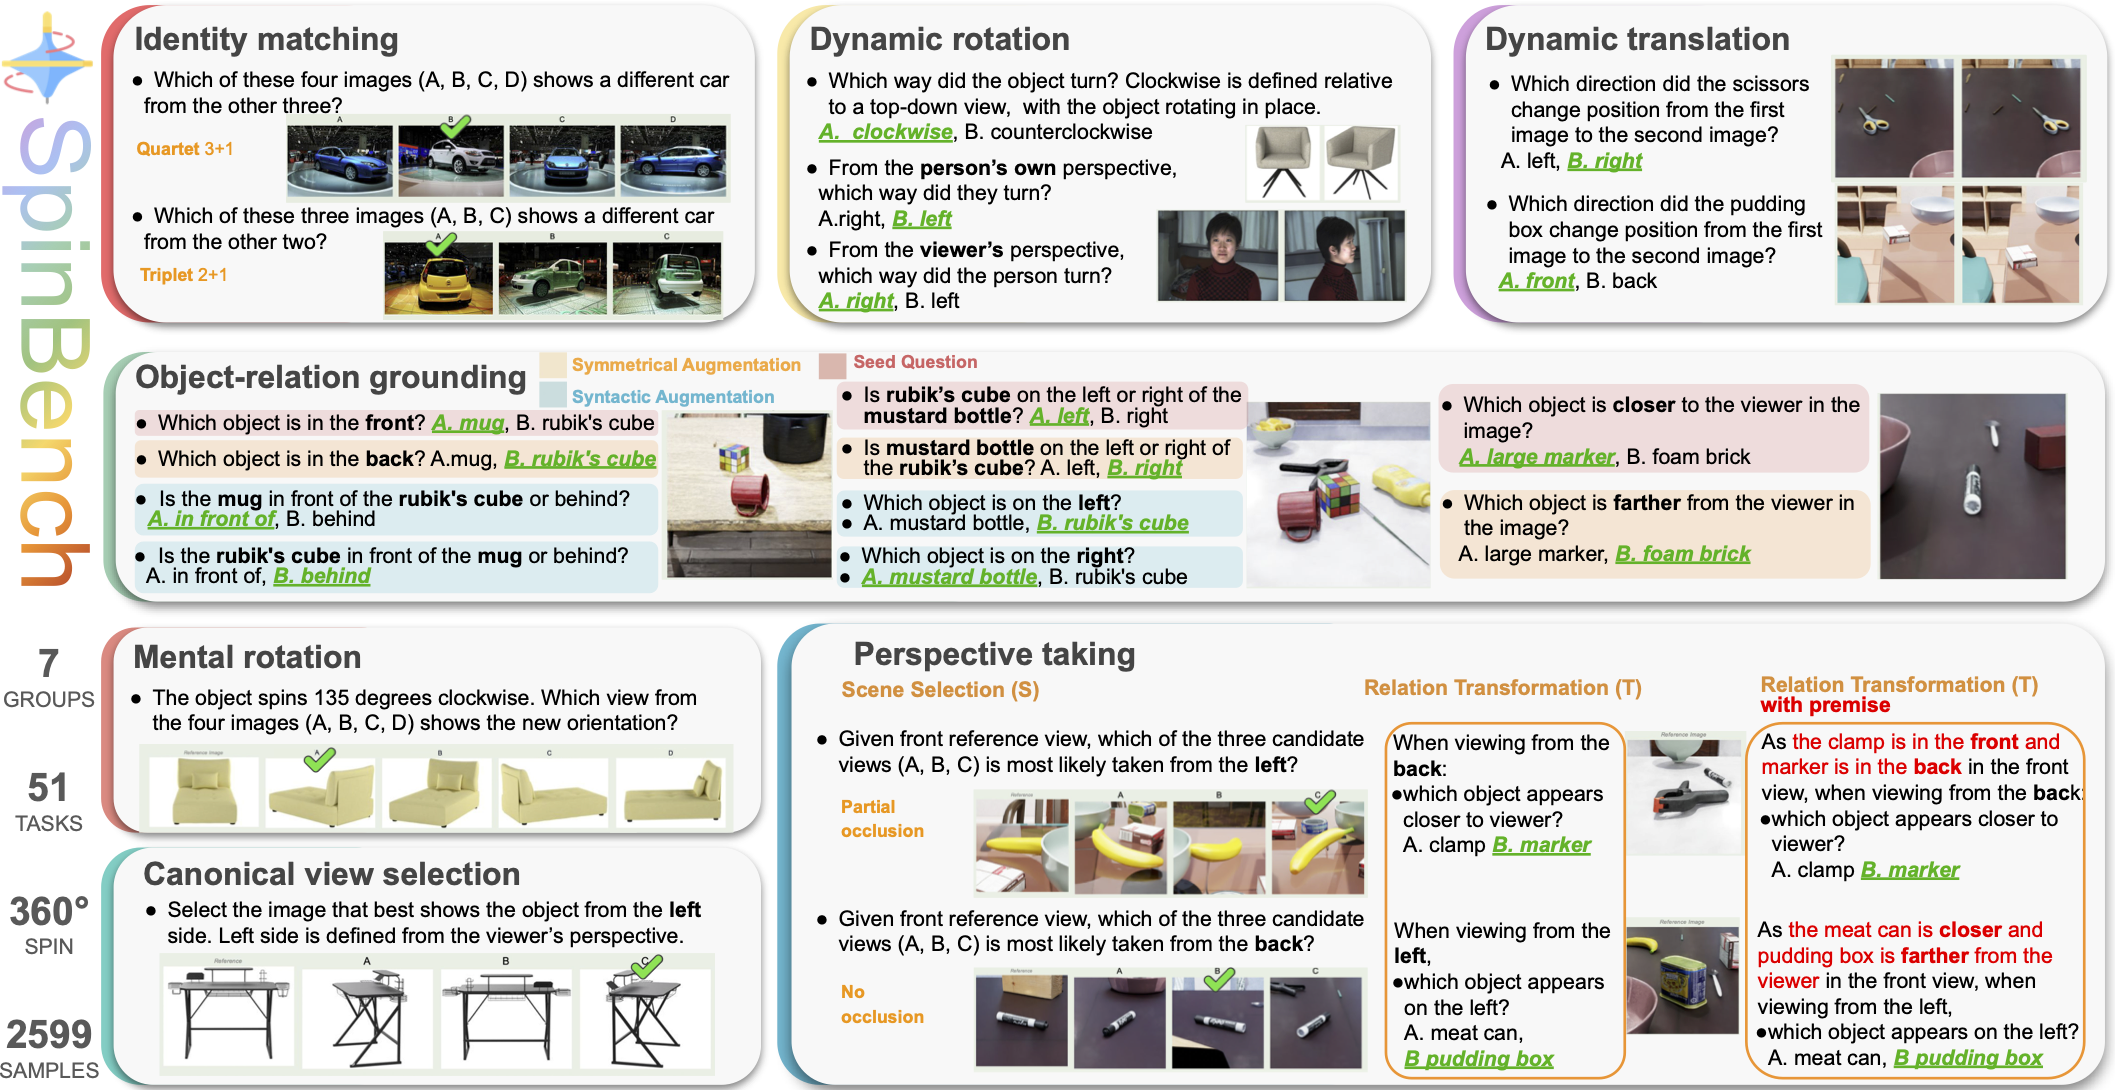 SpinBench
7
GROUPS
51
TASKS
360°
SPIN
2599
SAMPLES
Identity matching
● Which of these four images (A, B, C, D) shows a different car
from the other three?
Quartet 3+1
A B C D
● Which of these three images (A, B, C) shows a different car
from the other two?
Triplet 2+1
A B C
Dynamic rotation
● Which way did the object turn? Clockwise is defined relative
to a top-down view, with the object rotating in place.
A. clockwise, B. counterclockwise
● From the person's own perspective,
which way did they turn?
A.right, B. left
● From the viewer's perspective,
which way did the person turn?
A. right, B. left
Dynamic translation
● Which direction did the scissors
change position from the first
image to the second image?
A. left, B. right
● Which direction did the pudding
box change position from the first
image to the second image?
A. front, B. back
Object-relation grounding
Symmetrical Augmentation
Syntactic Augmentation
Seed Question
● Which object is in the front? A. mug, B. rubik's cube
● Which object is in the back? A.mug, B. rubik's cube
● Is the mug in front of the rubik's cube or behind?
A. in front of, B. behind
● Is the rubik's cube in front of the mug or behind?
A. in front of, B. behind
● Is rubik's cube on the left or right of the
mustard bottle? A. left, B. right
● Is mustard bottle on the left or right of
the rubik's cube? A. left, B. right
● Which object is on the left?
● A. mustard bottle, B. rubik's cube
● Which object is on the right?
● A. mustard bottle, B. rubik's cube
● Which object is closer to the viewer in the
image?
A. large marker, B. foam brick
● Which object is farther from the viewer in
the image?
A. large marker, B. foam brick
Mental rotation
● The object spins 135 degrees clockwise. Which view from
the four images (A, B, C, D) shows the new orientation?
Reference Image A B C D
Canonical view selection
● Select the image that best shows the object from the left
side. Left side is defined from the viewer's perspective.
Reference A B C
Perspective taking
Scene Selection (S)
● Given front reference view, which of the three candidate
views (A, B, C) is most likely taken from the left?
Partial
occlusion
Reference A B C
● Given front reference view, which of the three candidate
views (A, B, C) is most likely taken from the back?
No
occlusion
Reference A B C
Relation Transformation (T)
When viewing from the
back:
●which object appears
closer to viewer?
A. clamp B. marker
Reference Image
When viewing from the
left,
●which object appears
on the left?
A. meat can,
B pudding box
Reference Image
Relation Transformation (T)
with premise
As the clamp is in the front and
marker is in the back in the front
view, when viewing from the back:
●which object appears closer to
viewer?
A. clamp B. marker
As the meat can is closer and
pudding box is farther from the
viewer in the front view, when
viewing from the left,
●which object appears on the left?
A. meat can, B pudding box